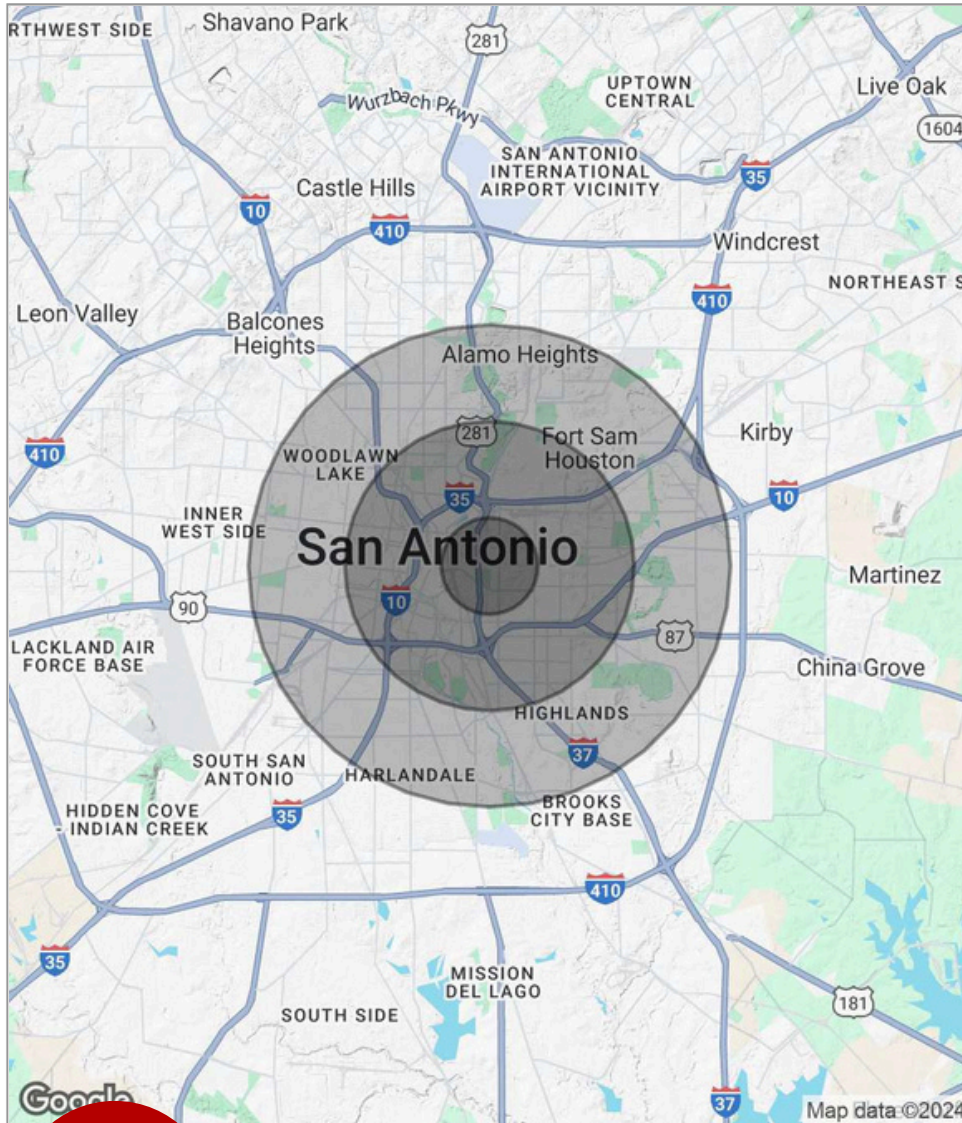 RTHWEST SIDE
Shavano Park
281
UPTOWN
CENTRAL
Live Oak
Wurzbach Pkwy
1604
SAN ANTONIO
INTERNATIONAL
AIRPORT VICINITY
35
Castle Hills
10
410
Windcrest
NORTHEAST S
410
Leon Valley
Balcones
Heights
Alamo Heights
281
Fort Sam
Houston
Kirby
410
WOODLAWN
LAKE
35
10
INNER
WEST SIDE
San Antonio
Martinez
10
90
87
LACKLAND AIR
FORCE BASE
China Grove
HIGHLANDS
37
SOUTH SAN
ANTONIO
HARLANDALE
HIDDEN COVE
- INDIAN CREEK
35
BROOKS
CITY BASE
410
35
MISSION
DEL LAGO
SOUTH SIDE
181
37
Google
Map data ©2024